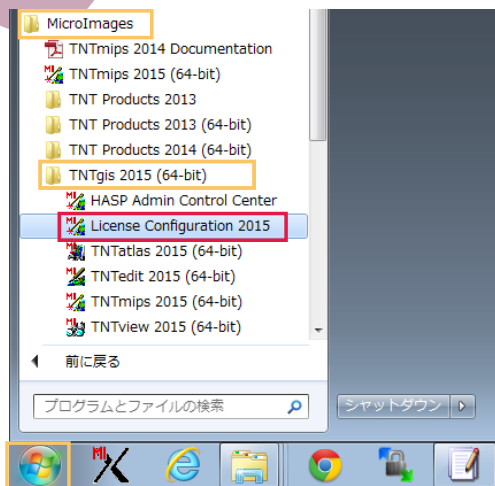 MicroImages
TNTmips 2014 Documentation
TNTmips 2015 (64-bit)
TNT Products 2013
TNT Products 2013 (64-bit)
TNT Products 2014 (64-bit)
TNTgis 2015 (64-bit)
HASP Admin Control Center
License Configuration 2015
TNTatlas 2015 (64-bit)
TNTedit 2015 (64-bit)
TNTmips 2015 (64-bit)
TNTview 2015 (64-bit)
前に戻る
プログラムとファイルの検索
シャットダウン
MI X